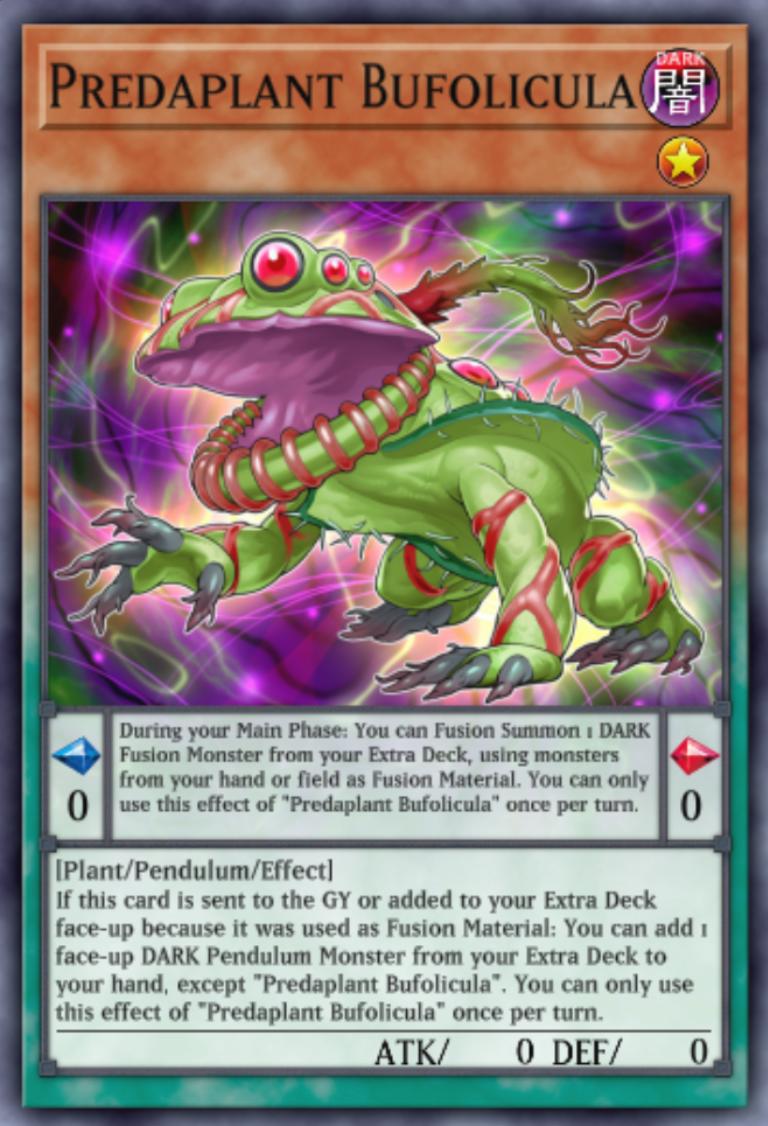 PREDAPLANT BUFOLICULA
DARK
闇
During your Main Phase: You can Fusion Summon 1 DARK
Fusion Monster from your Extra Deck, using monsters
from your hand or field as Fusion Material. You can only
use this effect of "Predaplant Bufolicula" once per turn.
0
0
[Plant/Pendulum/Effect]
If this card is sent to the GY or added to your Extra Deck
face-up because it was used as Fusion Material: You can add 1
face-up DARK Pendulum Monster from your Extra Deck to
your hand, except "Predaplant Bufolicula". You can only use
this effect of "Predaplant Bufolicula" once per turn.
ATK/ 0 DEF/ 0